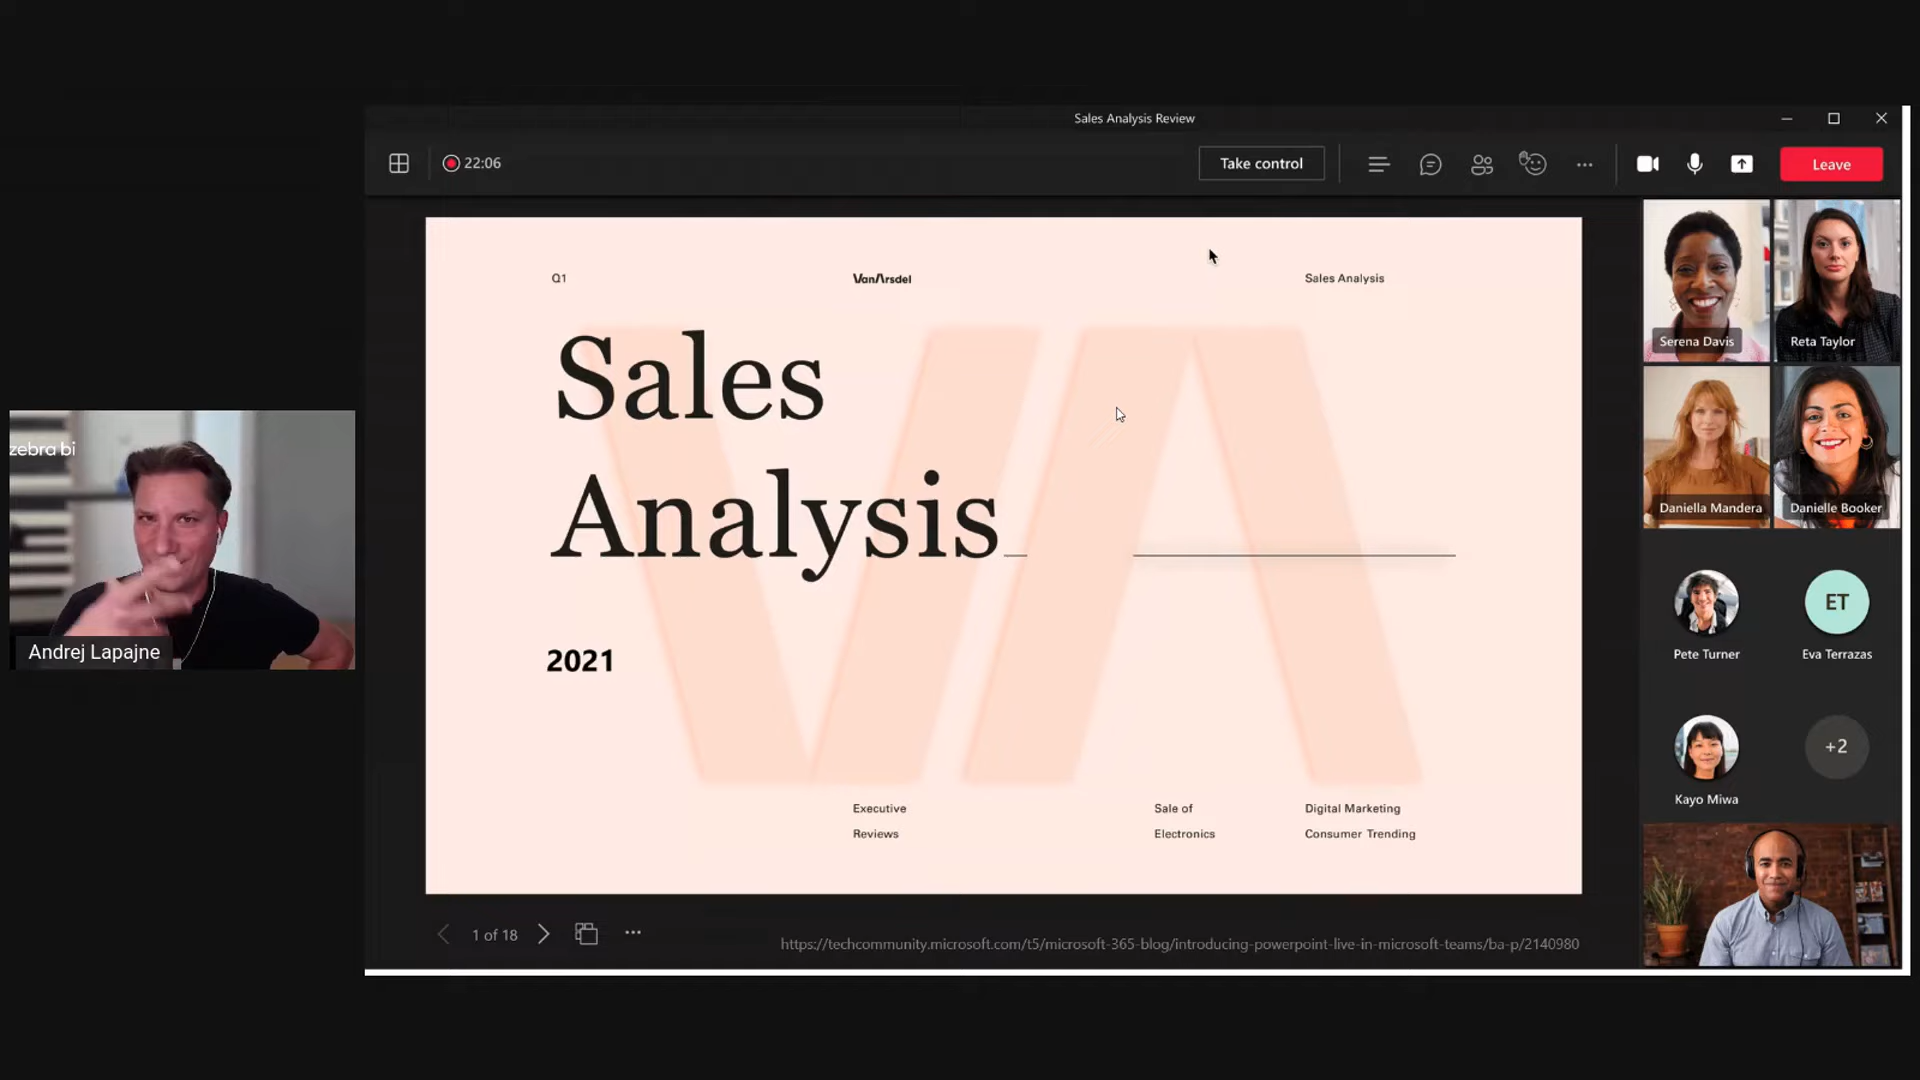 Sales Analysis Review
22:06
Take control
Leave
Q1
VanArsdel
Sales Analysis
Sales
Analysis
2021
Executive
Reviews
Sale of
Electronics
Digital Marketing
Consumer Trending
1 of 18
https://techcommunity.microsoft.com/t5/microsoft-365-blog/introducing-powerpoint-live-in-microsoft-teams/ba-p/2140980
zebra bi
Andrej Lapajne
Serena Davis
Reta Taylor
Daniella Mandera
Danielle Booker
Pete Turner
ET
Eva Terrazas
Kayo Miwa
+2